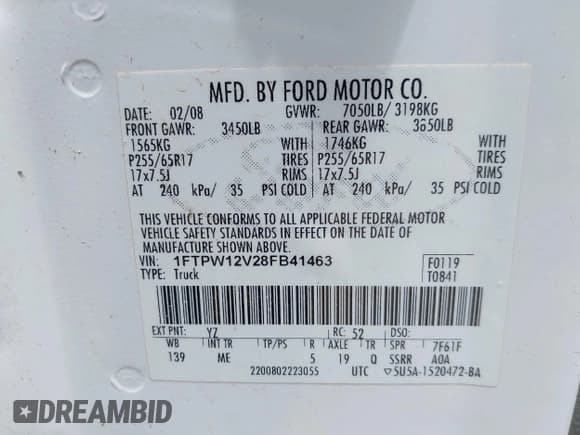 MFD. BY FORD MOTOR CO.
DATE: 02/08 GVWR: 7050LB/ 3198KG
FRONT GAWR: 3450LB REAR GAWR: 3850LB
1565KG WITH 1746KG WITH
P255/65R17 TIRES P255/65R17 TIRES
17x7.5J RIMS 17x7.5J RIMS
AT 240 kPa/ 35 PSI COLD AT 240 kPa/ 35 PSI COLD
THIS VEHICLE CONFORMS TO ALL APPLICABLE FEDERAL MOTOR
VEHICLE SAFETY STANDARDS IN EFFECT ON THE DATE OF
MANUFACTURE SHOWN ABOVE.
VIN: 1FTPW12V28FB41463 F0119
TYPE: Truck T0841
EXT PNT: YZ RC: 52 DSO:
WB INT TR TP/PS R AXLE TR SPR 7F61F
139 ME 5 19 Q SSRR AOA
2200802223055 UTC ▽5U5A-1520472-BA
DREAMBID